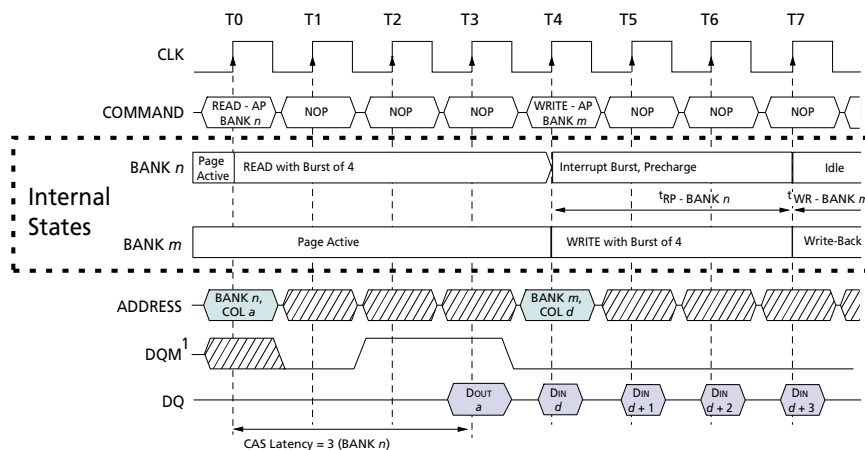 T0 T1 T2 T3 T4 T5 T6 T7
CLK
COMMAND READ - AP BANK n NOP NOP NOP WRITE - AP BANK m NOP NOP NOP
BANK n Page Active READ with Burst of 4 Interrupt Burst, Precharge Idle
Internal States
tRP - BANK n tWR - BANK m
BANK m Page Active WRITE with Burst of 4 Write-Back
ADDRESS BANK n, COL a BANK m, COL d
DQM1
DQ DOUT a DIN d DIN d + 1 DIN d + 2 DIN d + 3
CAS Latency = 3 (BANK n)